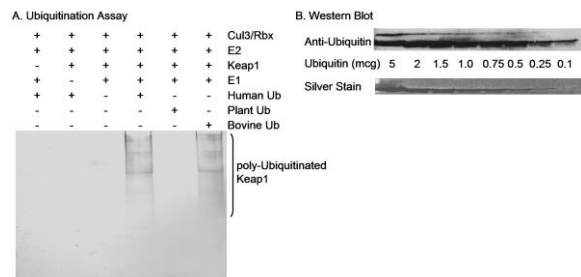 A. Ubiquitination Assay
+ + + + + + Cul3/Rbx
+ + + + + + E2
- + + + + + Keap1
+ - + + + + E1
+ + - + - - Human Ub
- - - - + - Plant Ub
- - - - - + Bovine Ub
poly-Ubiquitinated
Keap1
B. Western Blot
Anti-Ubiquitin
Ubiquitin (mcg) 5 2 1.5 1.0 0.75 0.5 0.25 0.1
Silver Stain